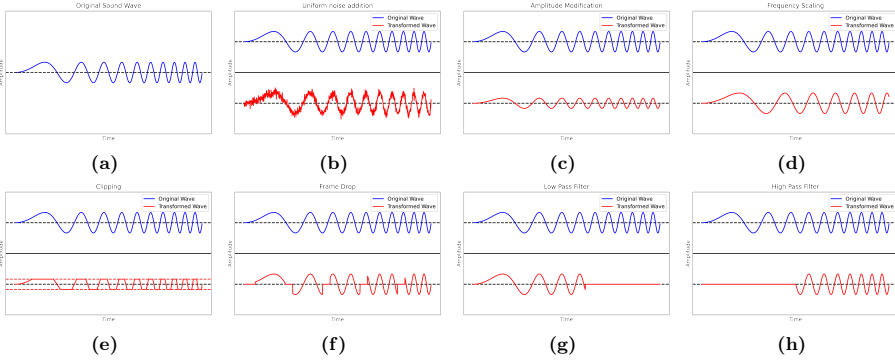 Original Sound Wave
Amplitude
Time
(a)
Uniform noise addition
Original Wave
Transformed Wave
Amplitude
Time
(b)
Amplitude Modification
Original Wave
Transformed Wave
Amplitude
Time
(c)
Frequency Scaling
Original Wave
Transformed Wave
Amplitude
Time
(d)
Clipping
Original Wave
Transformed Wave
Amplitude
Time
(e)
Frame Drop
Original Wave
Transformed Wave
Amplitude
Time
(f)
Low Pass Filter
Original Wave
Transformed Wave
Amplitude
Time
(g)
High Pass Filter
Original Wave
Transformed Wave
Amplitude
Time
(h)